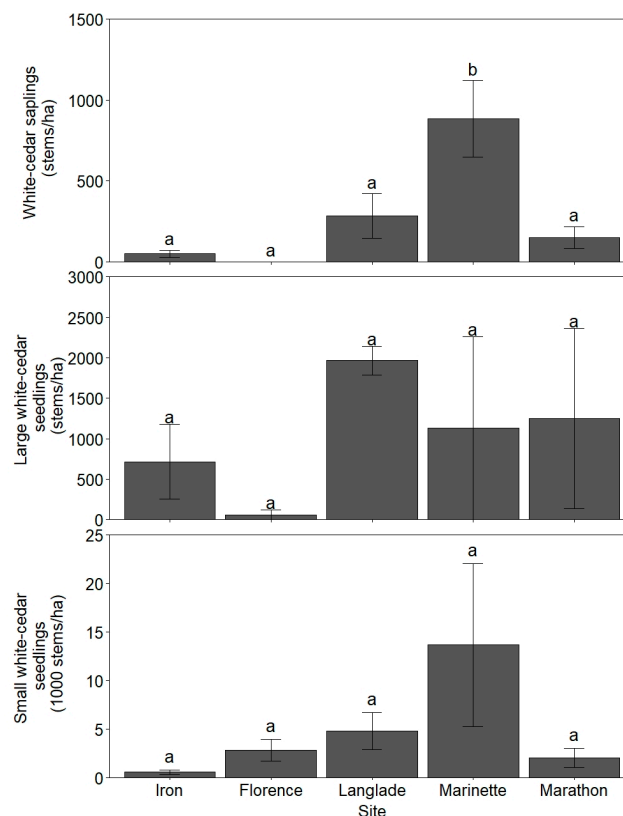 White-cedar saplings
(stems/ha)
1500
1000
500
0
a
a
a
b
a
Large white-cedar
seedlings
(stems/ha)
3000
2500
2000
1500
1000
500
0
a
a
a
a
a
Small white-cedar
seedlings
(1000 stems/ha)
25
20
15
10
5
0
a
a
a
a
a
Iron
Florence
Langlade
Marinette
Marathon
Site